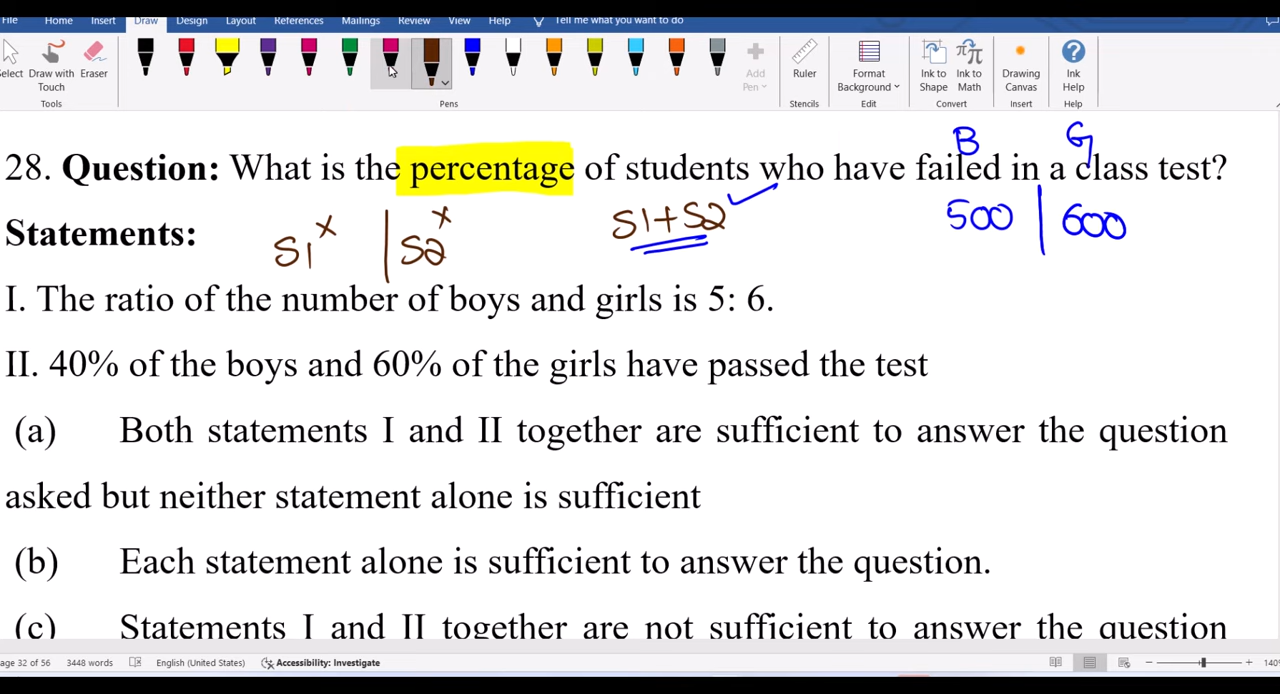 File Home Insert Draw Design Layout References Mailings Review View Help Tell me what you want to do
Select Draw with Touch Eraser Add Pen Ruler Format Background Ink to Shape Ink to Math Drawing Canvas Ink Help
Tools Pens Stencils Edit Convert Insert Help
B G
28. Question: What is the percentage of students who have failed in a class test?
Statements: S1 x | S2 x S1+S2 ✓ 500 | 600
I. The ratio of the number of boys and girls is 5: 6.
II. 40% of the boys and 60% of the girls have passed the test
(a) Both statements I and II together are sufficient to answer the question
asked but neither statement alone is sufficient
(b) Each statement alone is sufficient to answer the question.
(c) Statements I and II together are not sufficient to answer the question
age 32 of 56 3448 words English (United States) Accessibility: Investigate 140%